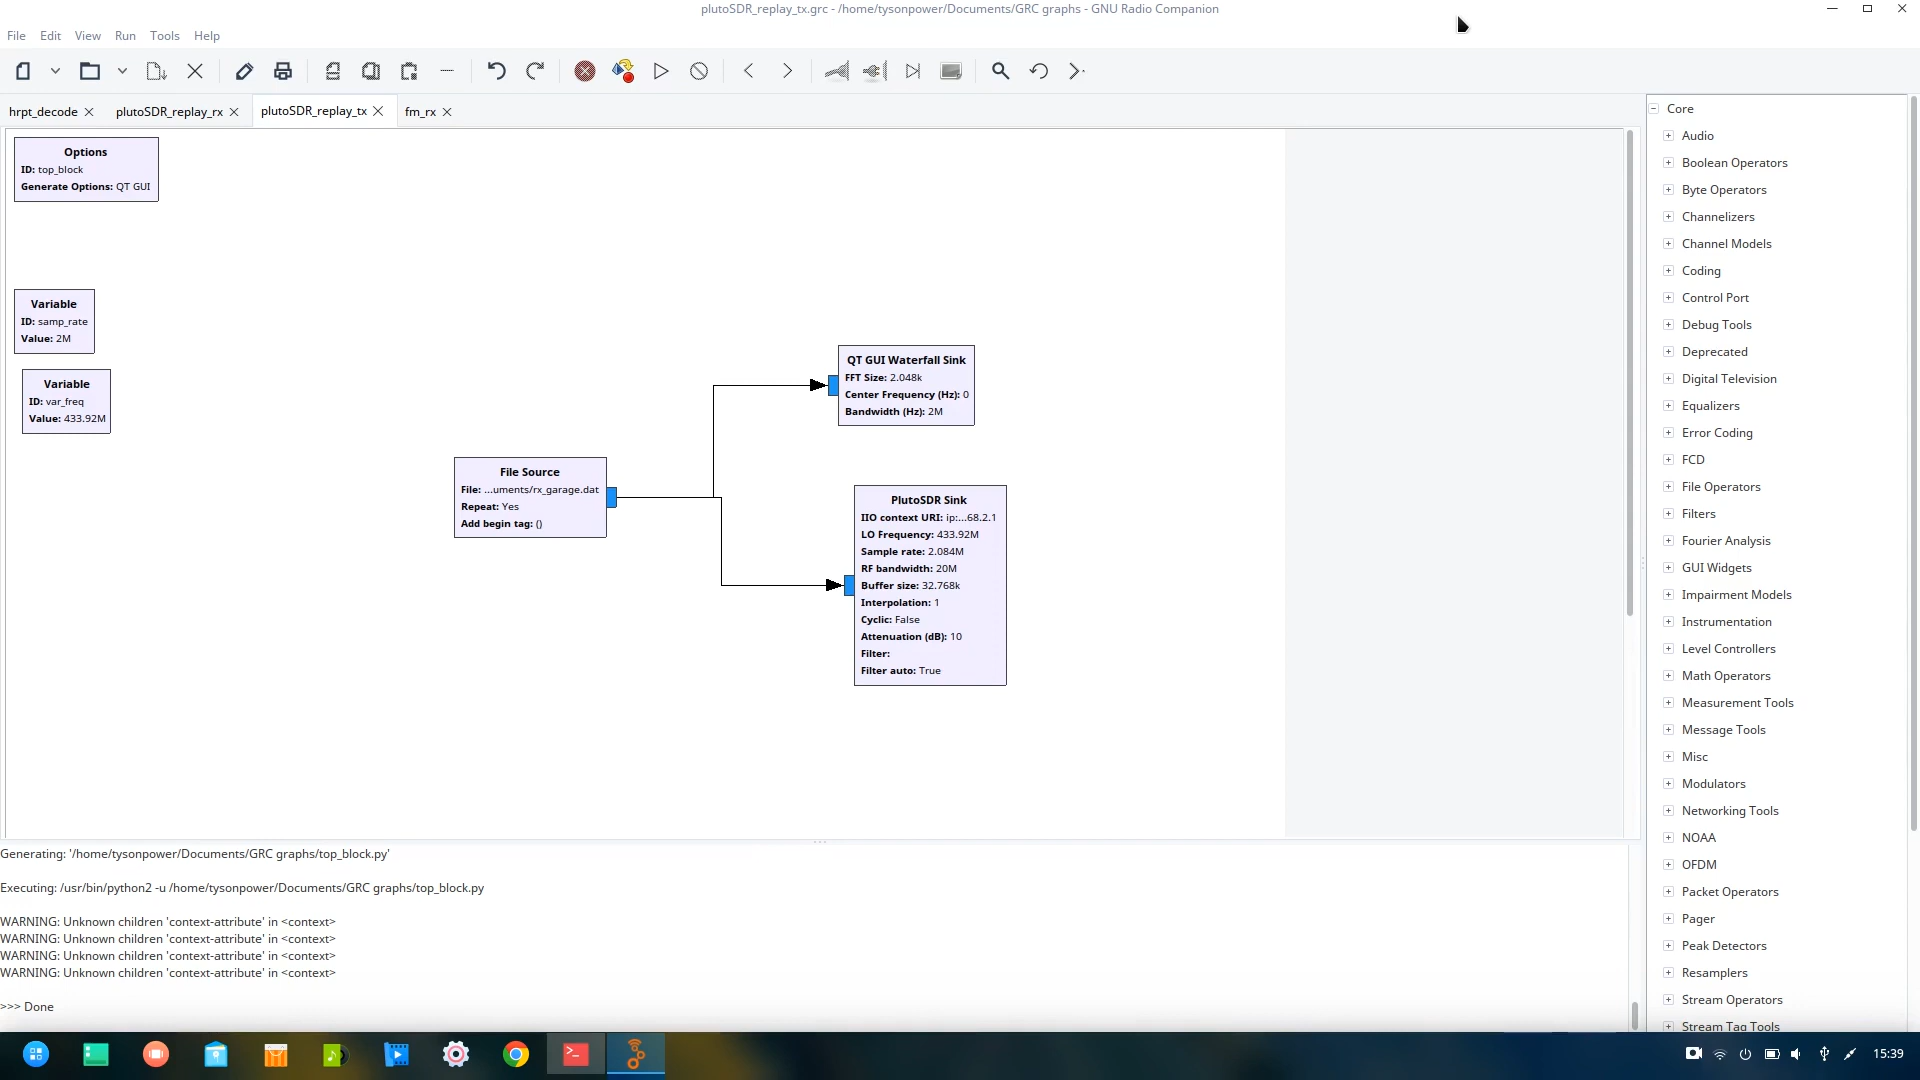 plutoSDR_replay_tx.grc - /home/tysonpower/Documents/GRC graphs - GNU Radio Companion
File Edit View Run Tools Help
hrpt_decode plutoSDR_replay_rx plutoSDR_replay_tx fm_rx
Options
ID: top_block
Generate Options: QT GUI
Variable
ID: samp_rate
Value: 2M
Variable
ID: var_freq
Value: 433.92M
File Source
File: ...uments/rx_garage.dat
Repeat: Yes
Add begin tag: ()
QT GUI Waterfall Sink
FFT Size: 2.048k
Center Frequency (Hz): 0
Bandwidth (Hz): 2M
PlutoSDR Sink
IIO context URI: ip:...68.2.1
LO Frequency: 433.92M
Sample rate: 2.084M
RF bandwidth: 20M
Buffer size: 32.768k
Interpolation: 1
Cyclic: False
Attenuation (dB): 10
Filter:
Filter auto: True
Core
Audio
Boolean Operators
Byte Operators
Channelizers
Channel Models
Coding
Control Port
Debug Tools
Deprecated
Digital Television
Equalizers
Error Coding
FCD
File Operators
Filters
Fourier Analysis
GUI Widgets
Impairment Models
Instrumentation
Level Controllers
Math Operators
Measurement Tools
Message Tools
Misc
Modulators
Networking Tools
NOAA
OFDM
Packet Operators
Pager
Peak Detectors
Resamplers
Stream Operators
Stream Tag Tools
Generating: '/home/tysonpower/Documents/GRC graphs/top_block.py'
Executing: /usr/bin/python2 -u /home/tysonpower/Documents/GRC graphs/top_block.py
WARNING: Unknown children 'context-attribute' in <context>
WARNING: Unknown children 'context-attribute' in <context>
WARNING: Unknown children 'context-attribute' in <context>
WARNING: Unknown children 'context-attribute' in <context>
>>> Done
15:39